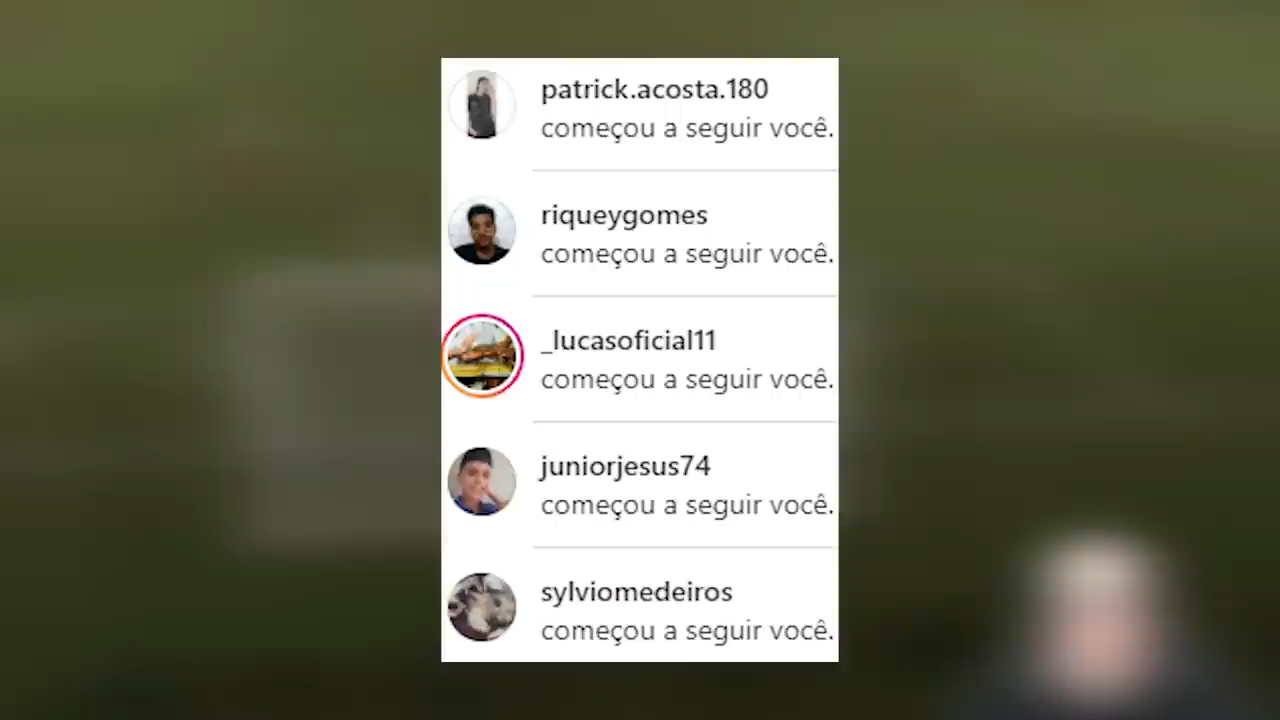 patrick.acosta.180
começou a seguir você.
riqueygomes
começou a seguir você.
_lucasoficial11
começou a seguir você.
juniorjesus74
começou a seguir você.
sylviomedeiros
começou a seguir você.